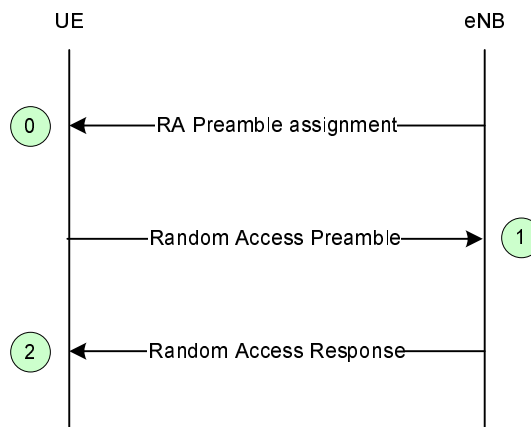 UE eNB
0 RA Preamble assignment
Random Access Preamble 1
2 Random Access Response